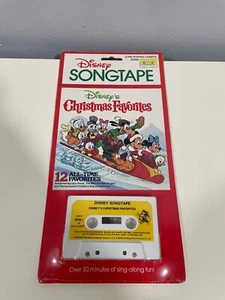 Disney
SONGTAPE
Disney's
Christmas Favorites
12 ALL-TIME
FAVORITES
DISNEY SONGTAPE
DISNEY'S CHRISTMAS FAVORITES
Over 30 minutes of sing-along fun!